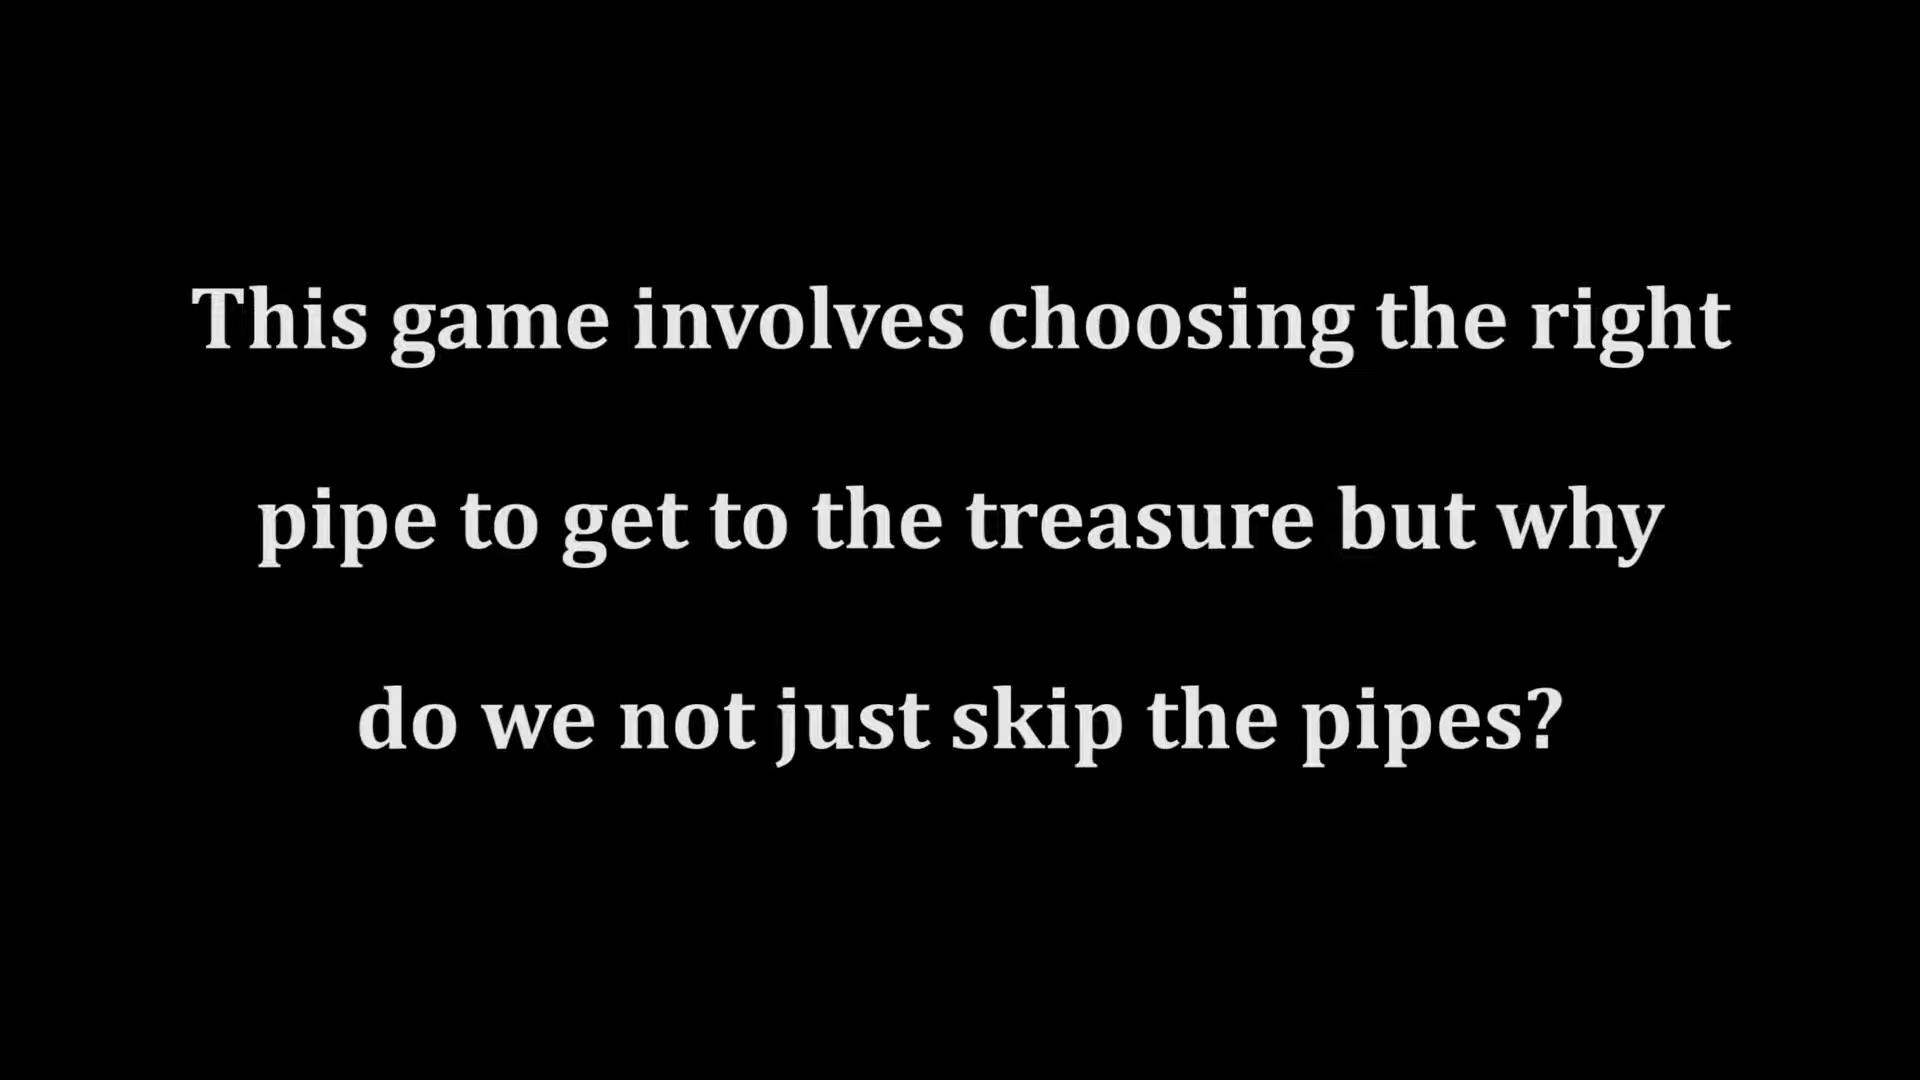 This game involves choosing the right
pipe to get to the treasure but why
do we not just skip the pipes?